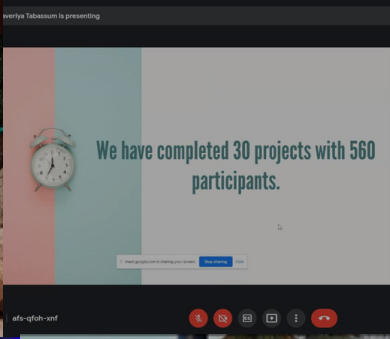 averiya Tabassum is presenting
We have completed 30 projects with 560
participants.
meet.google.com is sharing your screen.
Stop sharing
Hide
afs-qfoh-xnf